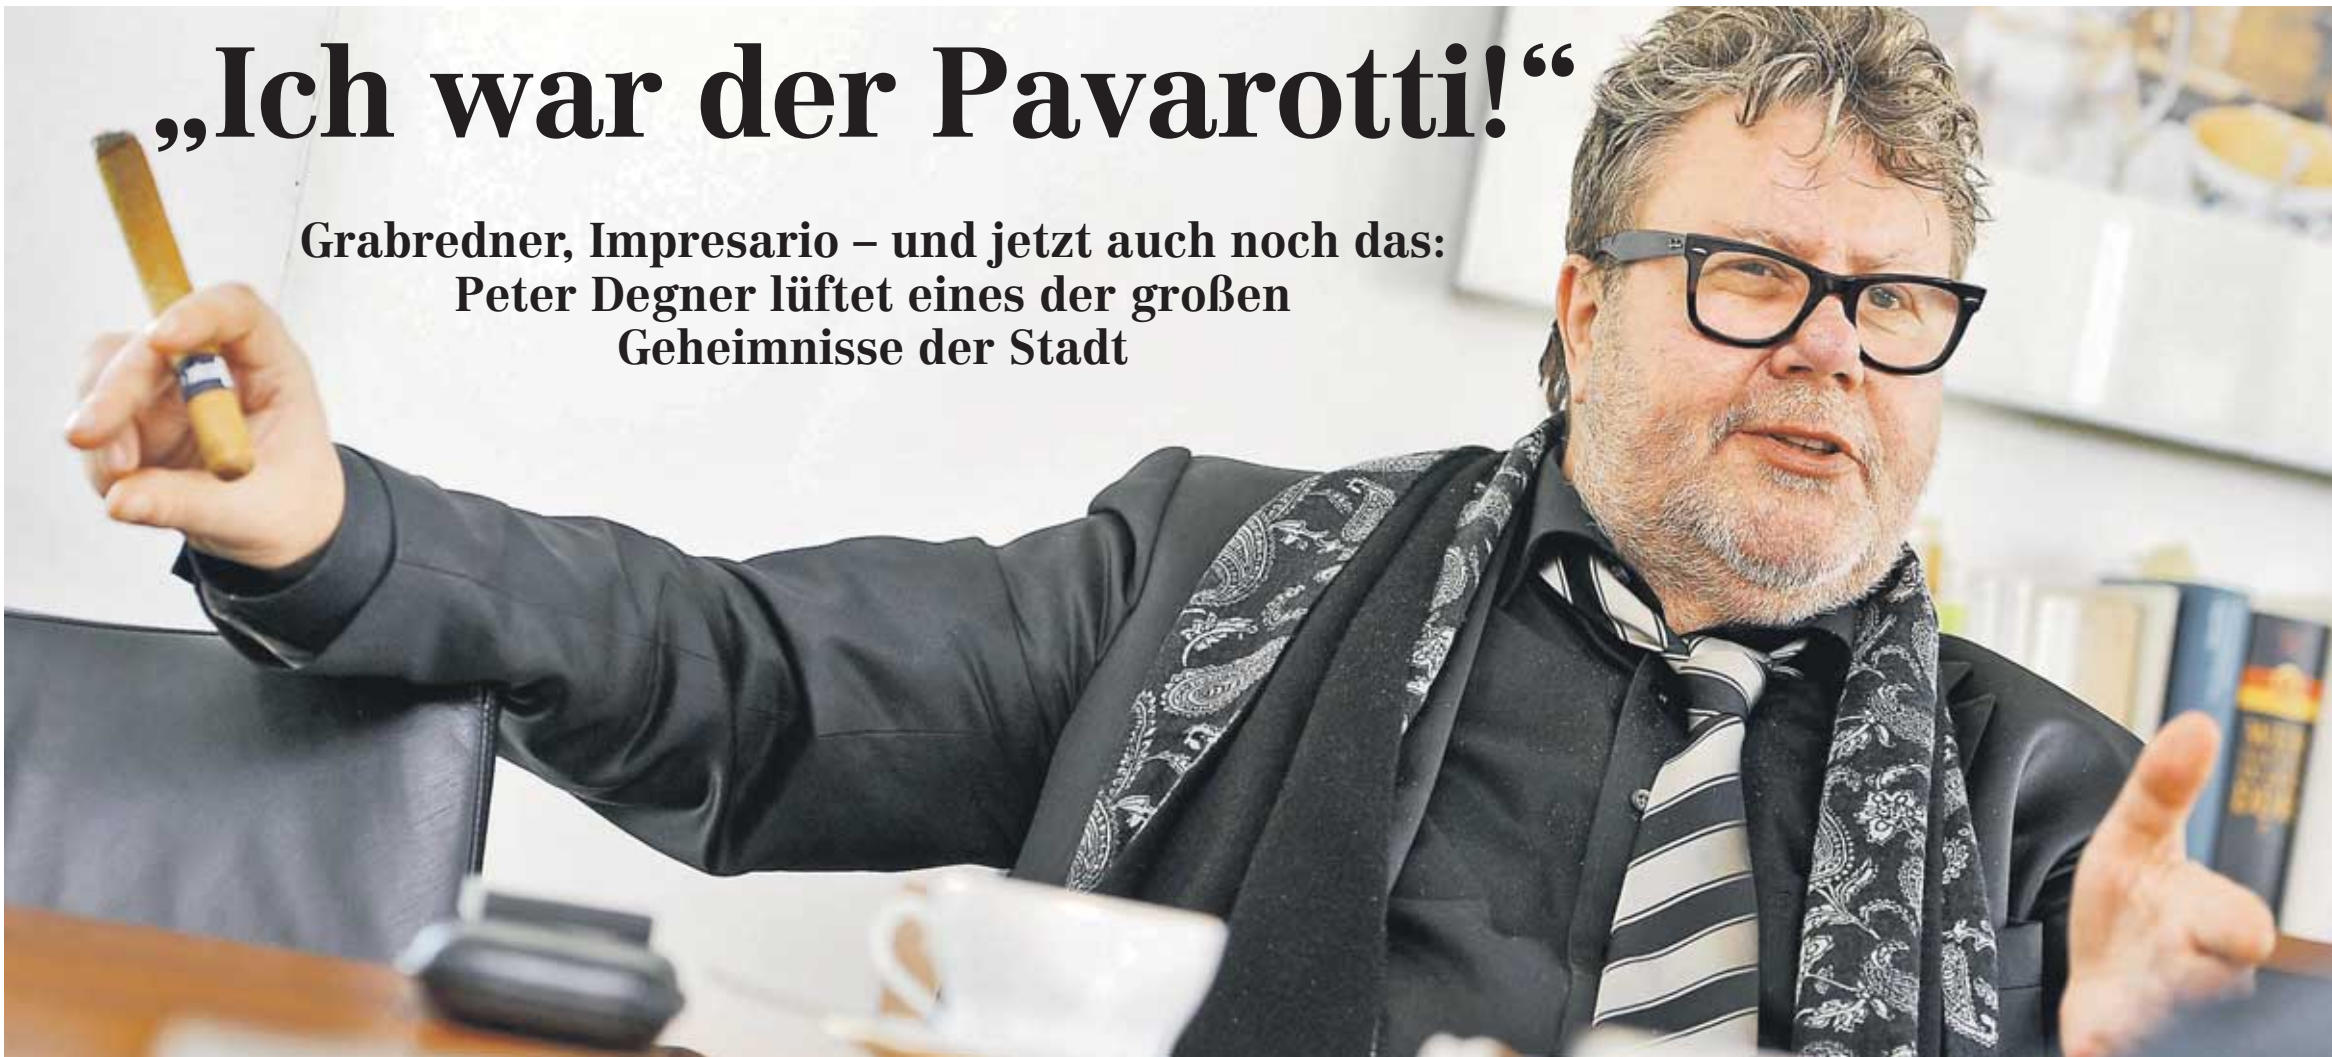 „Ich war der Pavarotti!“
Grabredner, Impresario – und jetzt auch noch das:
Peter Degner lüftet eines der großen
Geheimnisse der Stadt